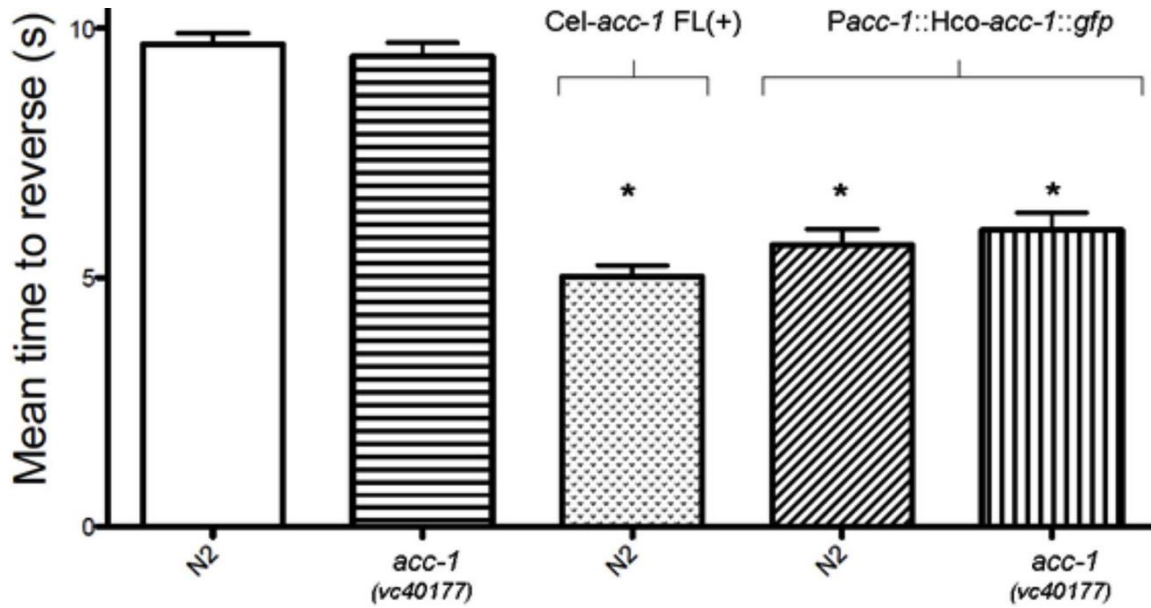 Mean time to reverse (s)
10
5
0
Cel-acc-1 FL(+)
Pacc-1::Hco-acc-1::gfp
*
*
*
N2
acc-1
(vc40177)
N2
N2
acc-1
(vc40177)